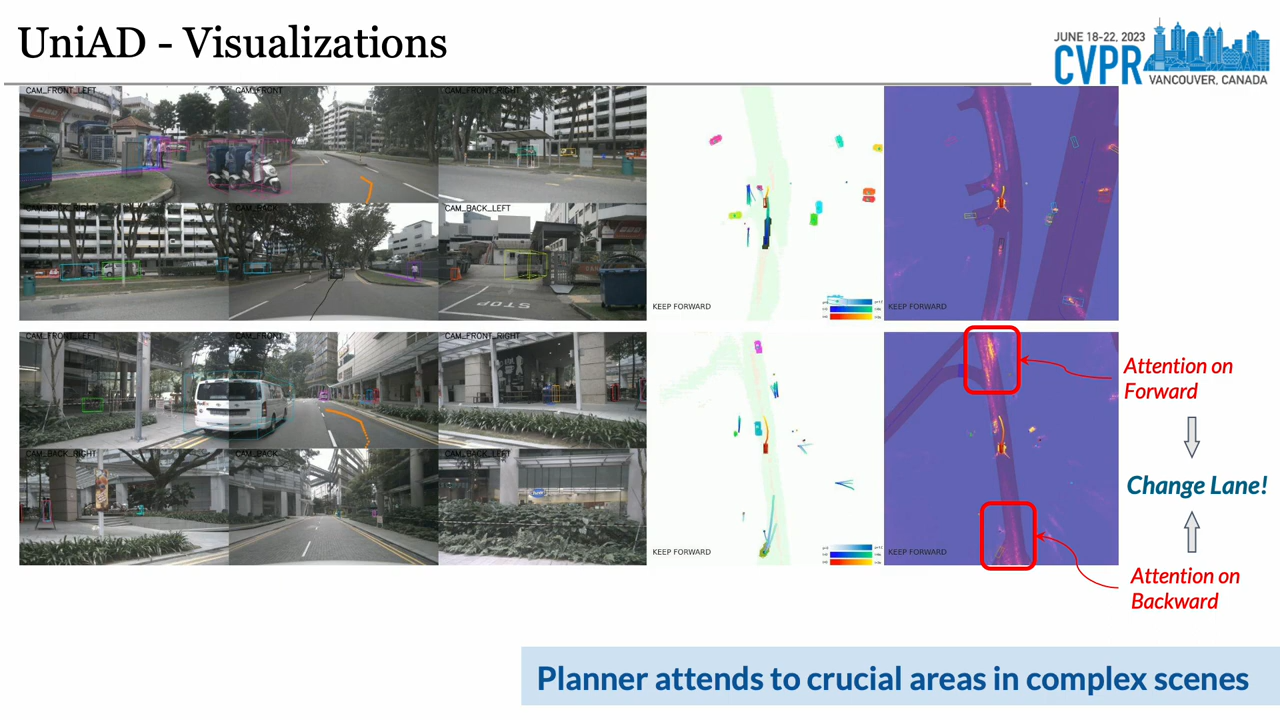 UniAD - Visualizations
JUNE 18-22, 2023
CVPR
VANCOUVER, CANADA
CAM_FRONT_LEFT
CAM_FRONT
CAM_FRONT_RIGHT
CAM_BACK_RIGHT
CAM_BACK_LEFT
STOP
KEEP FORWARD
KEEP FORWARD
CAM_FRONT_LEFT
CAM_FRONT
CAM_FRONT_RIGHT
CAM_BACK_RIGHT
CAM_BACK
CAM_BACK_LEFT
KEEP FORWARD
KEEP FORWARD
Attention on
Forward
Change Lane!
Attention on
Backward
Planner attends to crucial areas in complex scenes